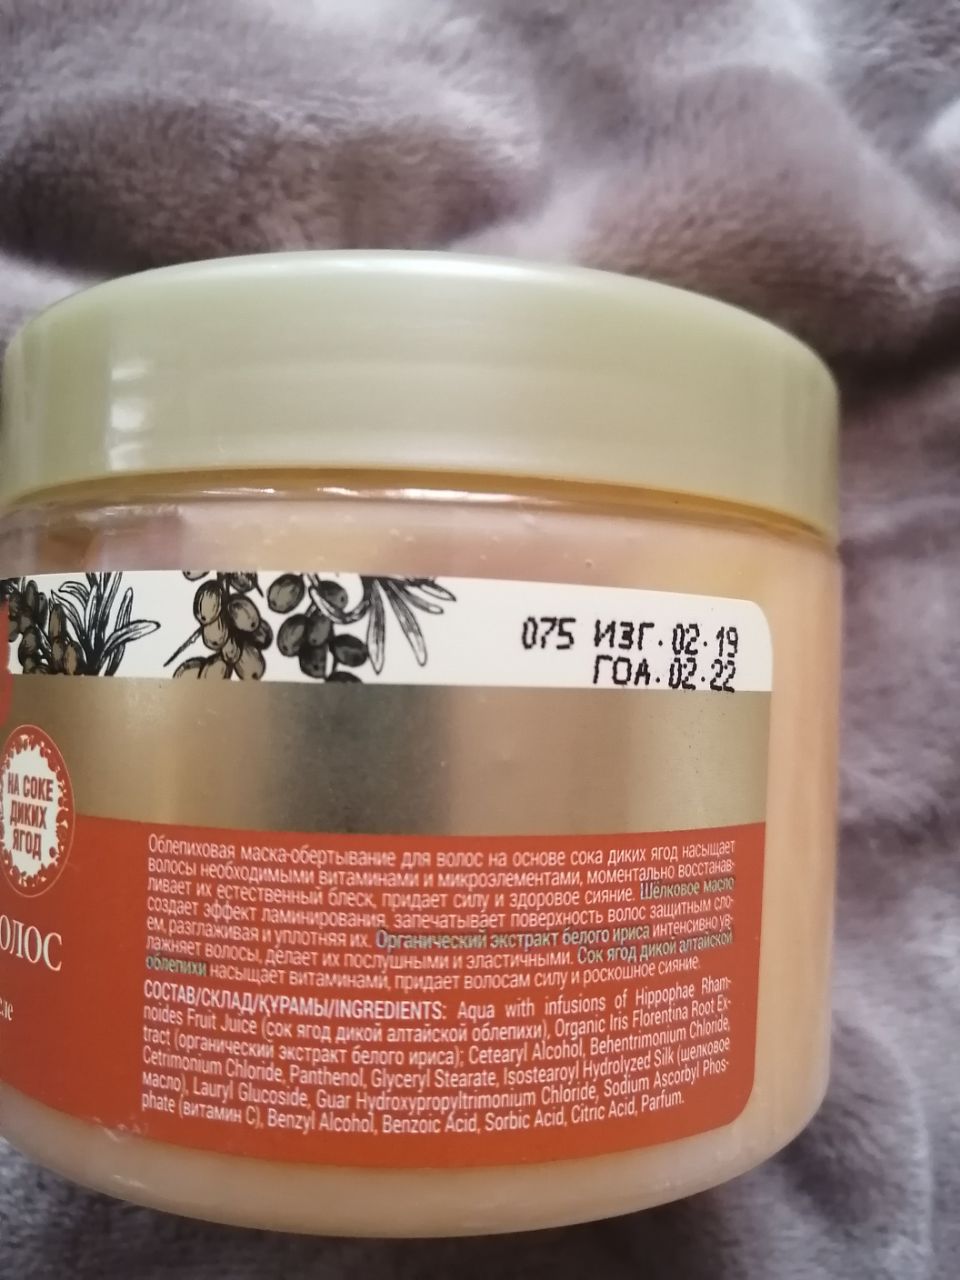 075 ИЗГ. 02.19
ГОД. 02.22
НА СОКЕ
ДИКИХ
ЯГОД
ОЛОС
сле
Облепиховая маска-обертывание для волос на основе сока диких ягод насыщает
волосы необходимыми витаминами и микроэлементами, моментально восстанав-
ливает их естественный блеск, придает силу и здоровое сияние. Шёлковое масло
создает эффект ламинирования, запечатывает поверхность волос защитным сло-
ем, разглаживая и уплотняя их. Органический экстракт белого ириса интенсивно ув-
лажняет волосы, делает их послушными и эластичными. Сок ягод дикой алтайской
облепихи насыщает витаминами, придает волосам силу и роскошное сияние.
СОСТАВ/СКЛАД/ҚҰРАМЫ/INGREDIENTS: Aqua with infusions of Hippophae Rham-
noides Fruit Juice (сок ягод дикой алтайской облепихи), Organic Iris Florentina Root Ex-
tract (органический экстракт белого ириса); Cetearyl Alcohol, Behentrimonium Chloride,
Cetrimonium Chloride, Panthenol, Glyceryl Stearate, Isostearoyl Hydrolyzed Silk (шелковое
масло), Lauryl Glucoside, Guar Hydroxypropyltrimonium Chloride, Sodium Ascorbyl Phos-
phate (витамин С), Benzyl Alcohol, Benzoic Acid, Sorbic Acid, Citric Acid, Parfum.